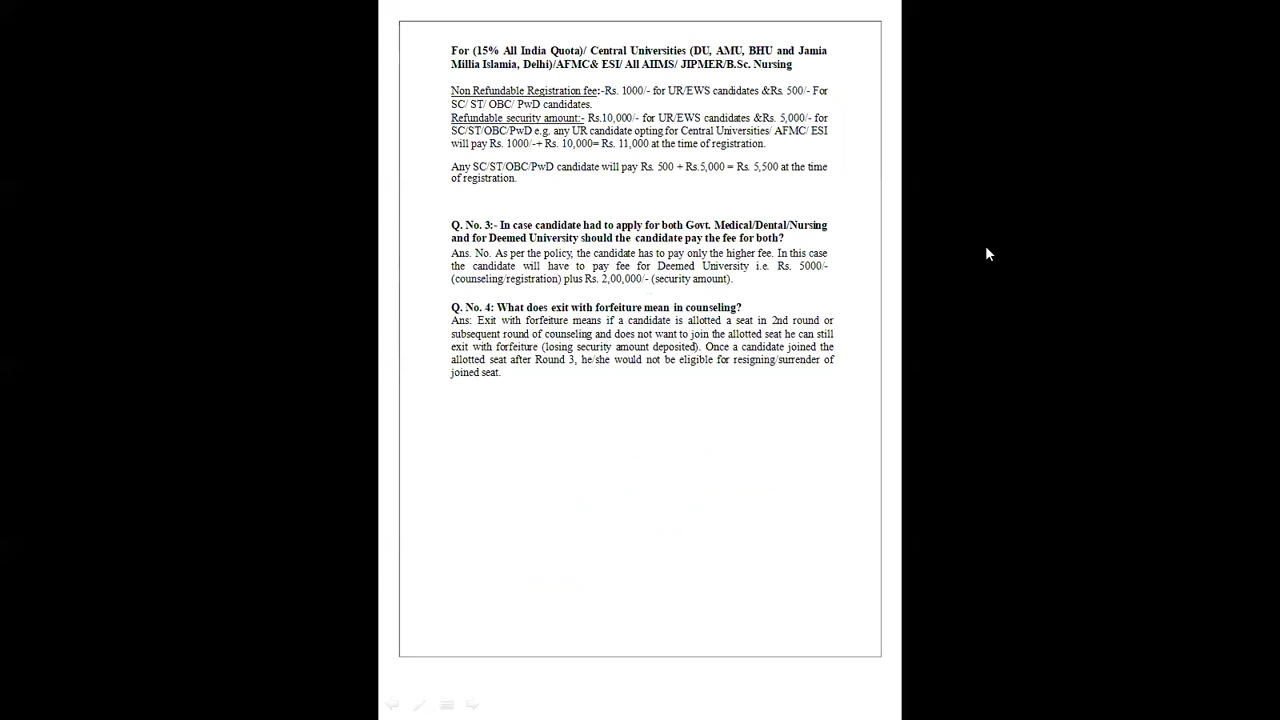 For (15% All India Quota)/ Central Universities (DU, AMU, BHU and Jamia
Millia Islamia, Delhi)/AFMC& ESI/ All AIIMS/ JIPMER/B.Sc. Nursing
Non Refundable Registration fee:-Rs. 1000/- for UR/EWS candidates &Rs. 500/- For
SC/ ST/ OBC/ PwD candidates.
Refundable security amount:- Rs.10,000/- for UR/EWS candidates &Rs. 5,000/- for
SC/ST/OBC/PwD e.g. any UR candidate opting for Central Universities/ AFMC/ ESI
will pay Rs. 1000/-+ Rs. 10,000= Rs. 11,000 at the time of registration.
Any SC/ST/OBC/PwD candidate will pay Rs. 500 + Rs.5,000 = Rs. 5,500 at the time
of registration.
Q. No. 3:- In case candidate had to apply for both Govt. Medical/Dental/Nursing
and for Deemed University should the candidate pay the fee for both?
Ans. No. As per the policy, the candidate has to pay only the higher fee. In this case
the candidate will have to pay fee for Deemed University i.e. Rs. 5000/-
(counseling/registration) plus Rs. 2,00,000/- (security amount).
Q. No. 4: What does exit with forfeiture mean in counseling?
Ans: Exit with forfeiture means if a candidate is allotted a seat in 2nd round or
subsequent round of counseling and does not want to join the allotted seat he can still
exit with forfeiture (losing security amount deposited). Once a candidate joined the
allotted seat after Round 3, he/she would not be eligible for resigning/surrender of
joined seat.